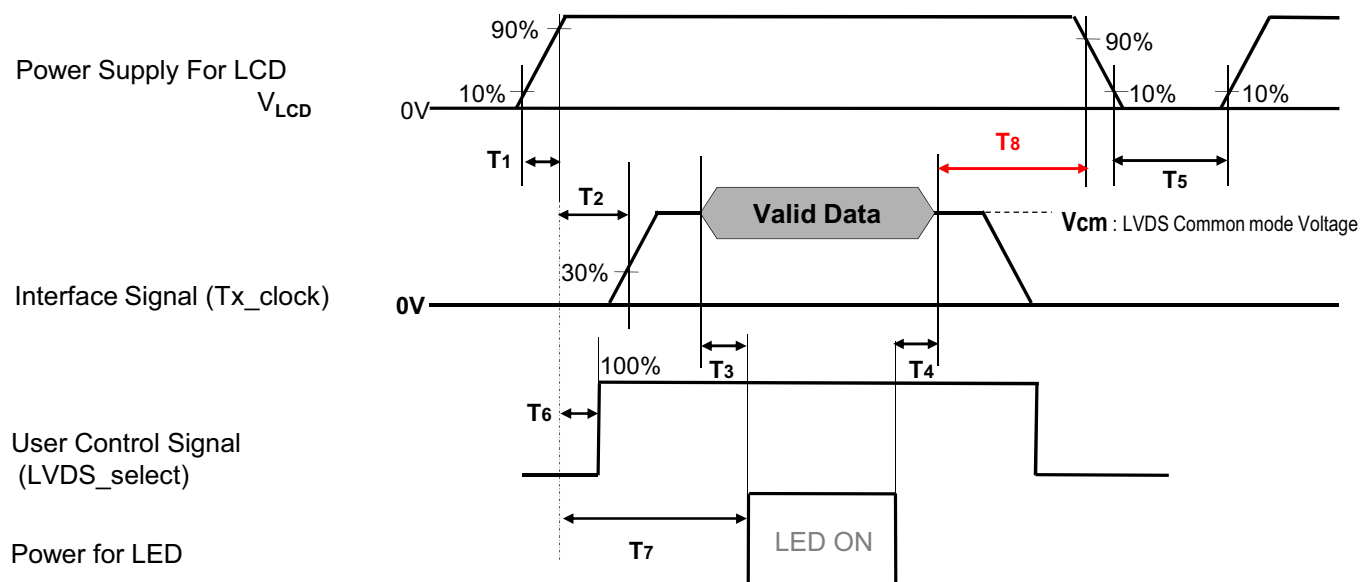 90%
90%
Power Supply For LCD
VLCD
10%
10%
10%
0V
T1
T8
T5
T2
Valid Data
Vcm : LVDS Common mode Voltage
30%
Interface Signal (Tx_clock)
0V
100%
T3
T4
T6
User Control Signal
(LVDS_select)
T7
LED ON
Power for LED